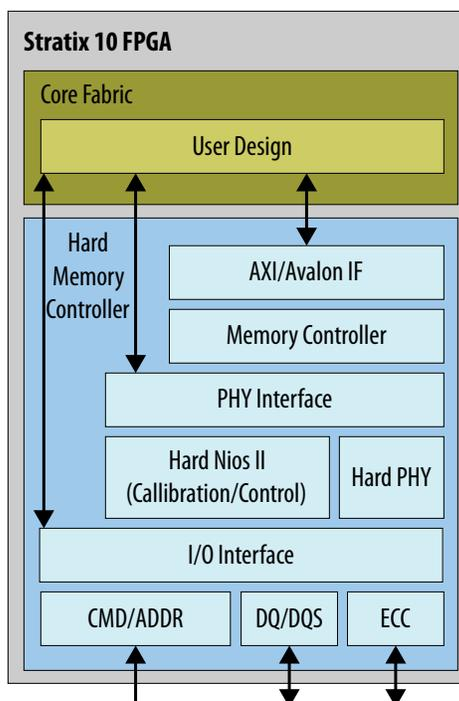 Stratix 10 FPGA
Core Fabric
User Design
Hard
Memory
Controller
AXI/Avalon IF
Memory Controller
PHY Interface
Hard Nios II
(Callibration/Control)
Hard PHY
I/O Interface
CMD/ADDR
DQ/DQS
ECC